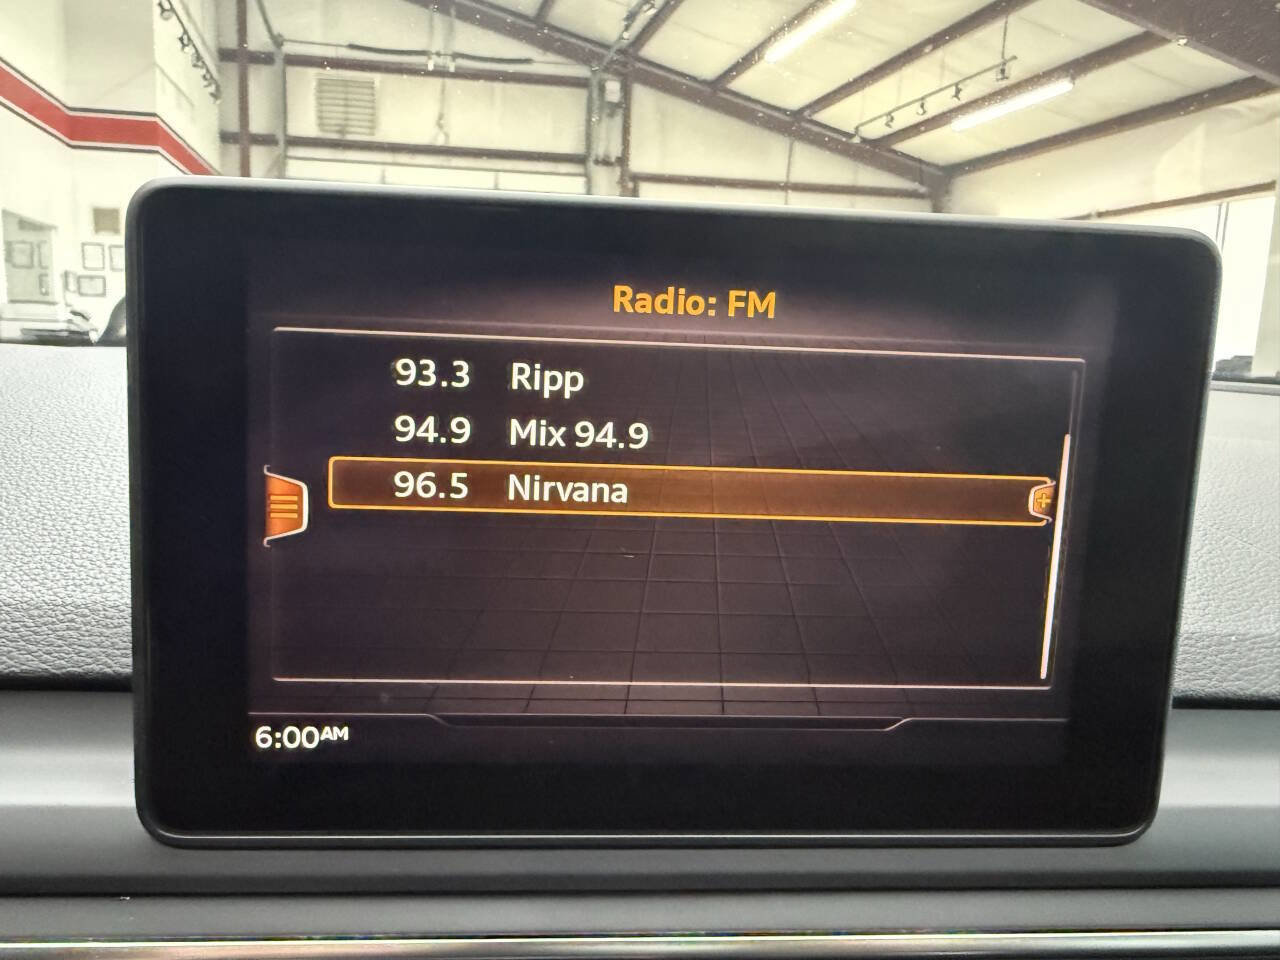 Radio: FM
93.3 Ripp
94.9 Mix 94.9
96.5 Nirvana
6:00AM